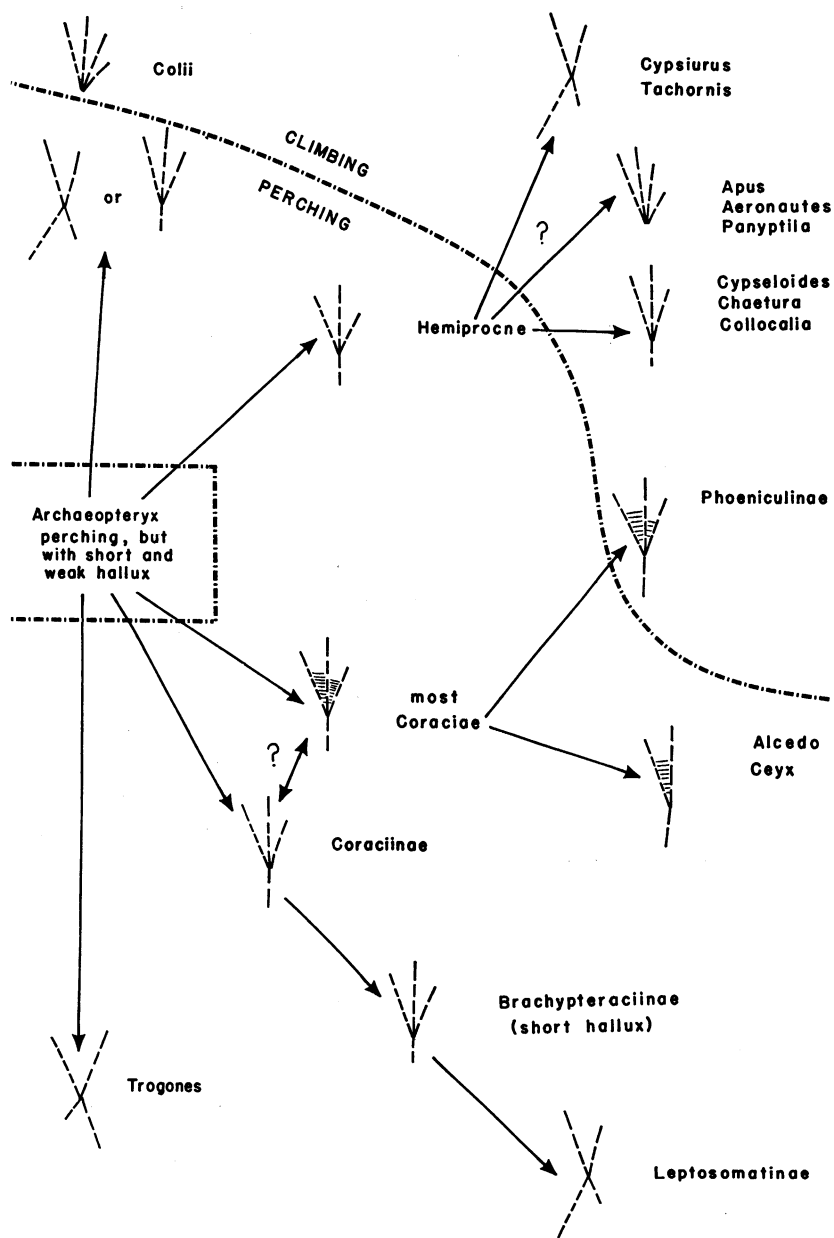 Colii
Cypsiurus
Tachornis
CLIMBING
PERCHING
or
Apus
Aeronautes
Panyptila
?
Cypseloides
Chaetura
Collocalia
Hemiprocne
Phoeniculinae
Archaeopteryx
perching, but
with short and
weak hallux
most
Coraciae
?
Alcedo
Ceyx
Coraciinae
Brachypteraciinae
(short hallux)
Trogones
Leptosomatinae